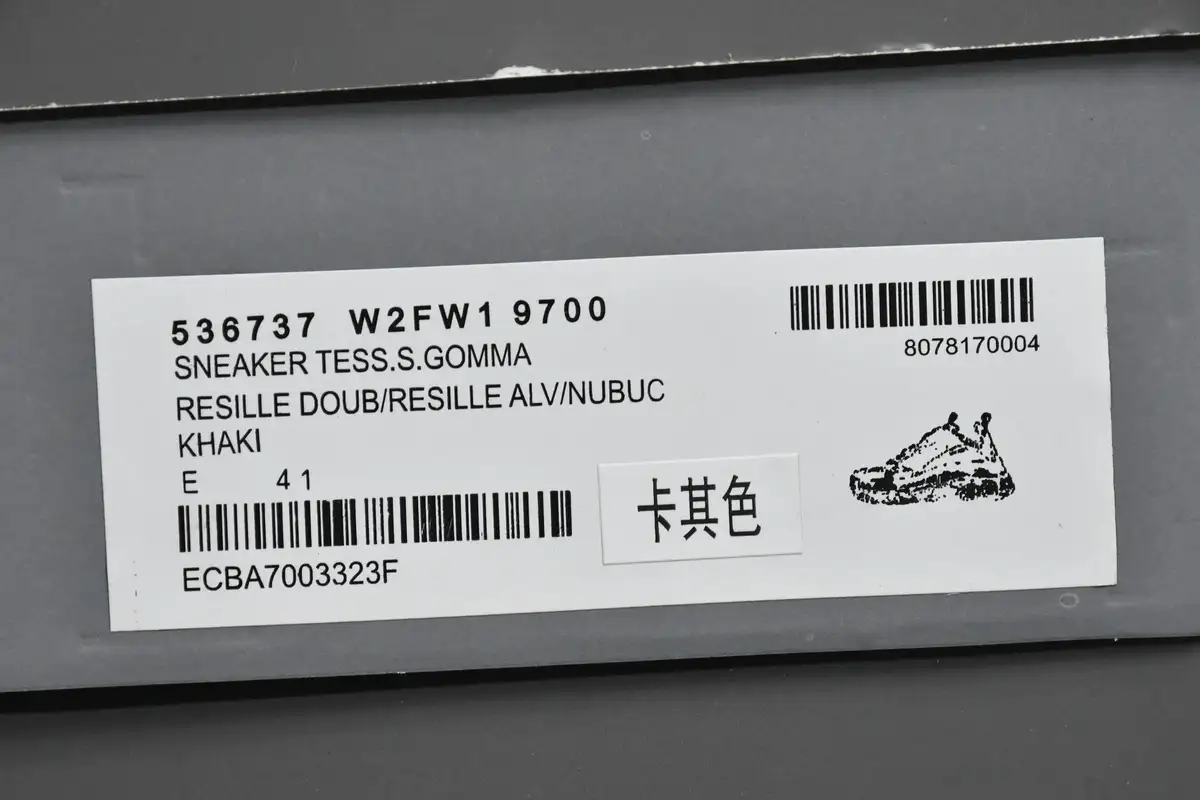 536737 W2FW1 9700
SNEAKER TESS.S.GOMMA
RESILLE DOUB/RESILLE ALV/NUBUC
KHAKI
E 41
ECBA7003323F
8078170004
卡其色